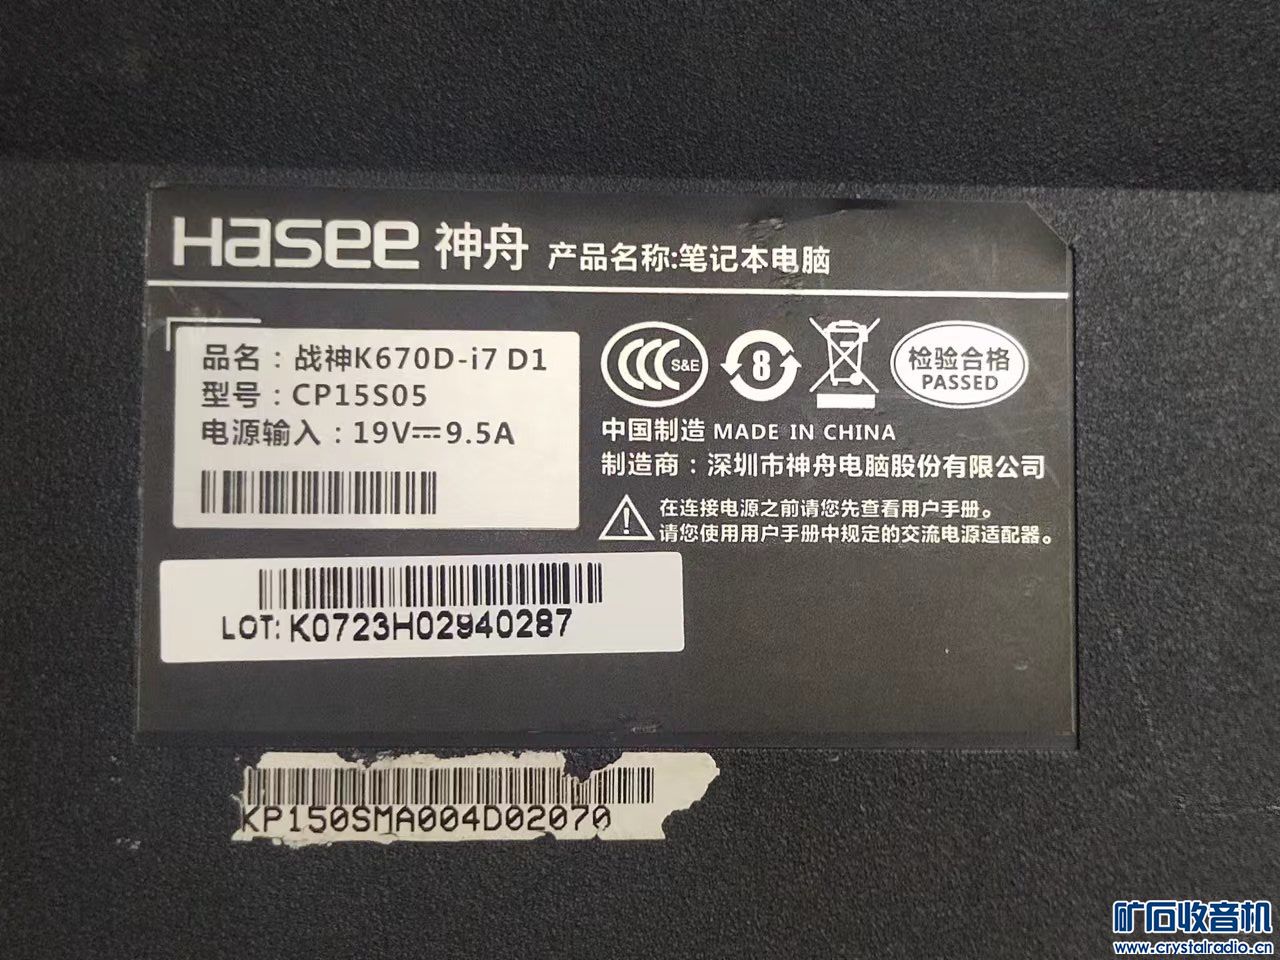 Hasee 神舟 产品名称:笔记本电脑
品名：战神K670D-i7 D1
型号：CP15S05
电源输入：19V⎓9.5A
S&E
8
7
检验合格
PASSED
中国制造 MADE IN CHINA
制造商：深圳市神舟电脑股份有限公司
在连接电源之前请您先查看用户手册。
请您使用用户手册中规定的交流电源适配器。
LOT: K0723H02940287
KP150SMA004D02070
矿石收音机
www.crystalradio.cn